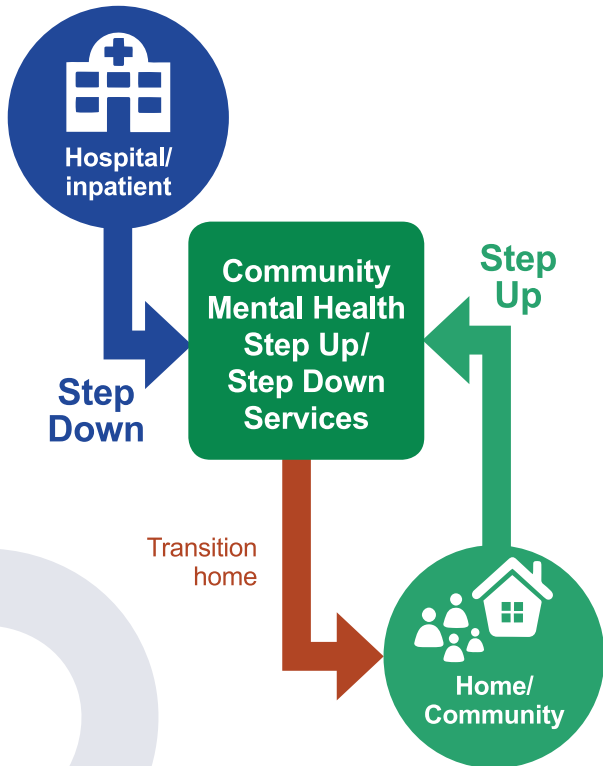 Hospital/
inpatient
Community
Mental Health
Step Up/
Step Down
Services
Step
Up
Step
Down
Transition
home
Home/
Community